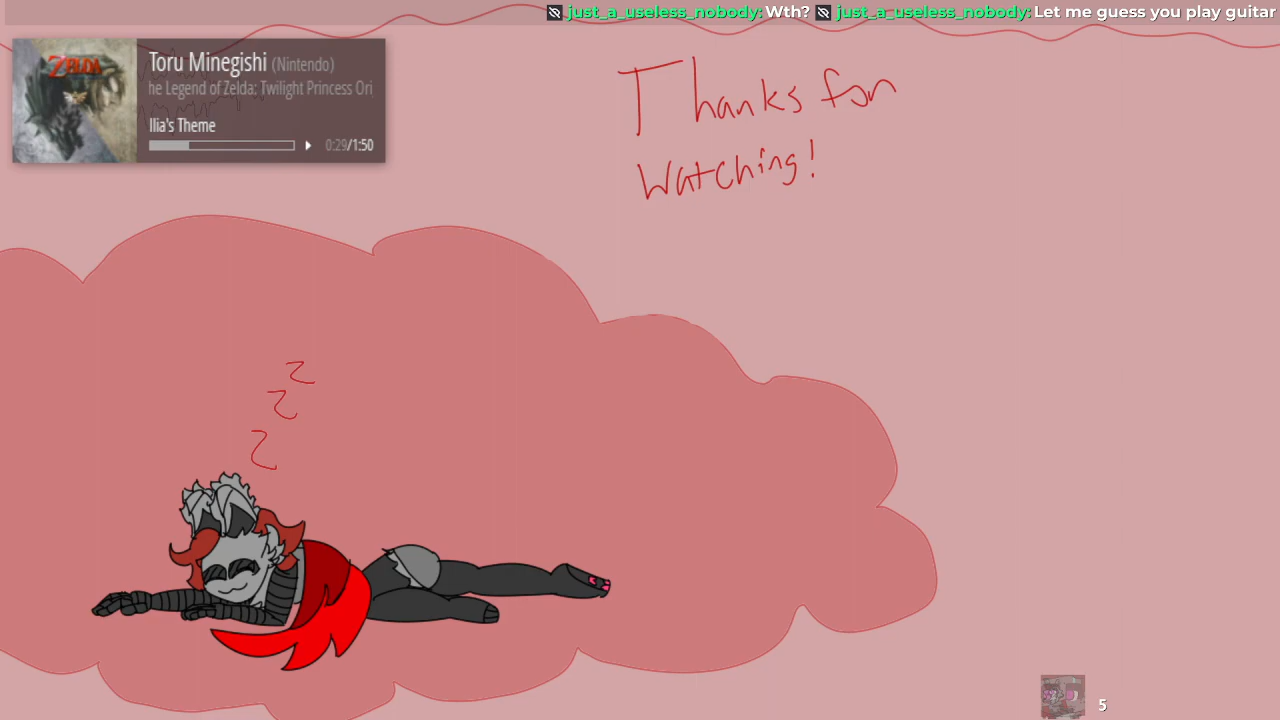 just_a_useless_nobody: Wth? just_a_useless_nobody: Let me guess you play guitar
ZELDA
Toru Minegishi (Nintendo)
he Legend of Zelda: Twilight Princess Ori
Ilia's Theme
0:29/1:50
Thanks for
Watching!
z
z
z
5